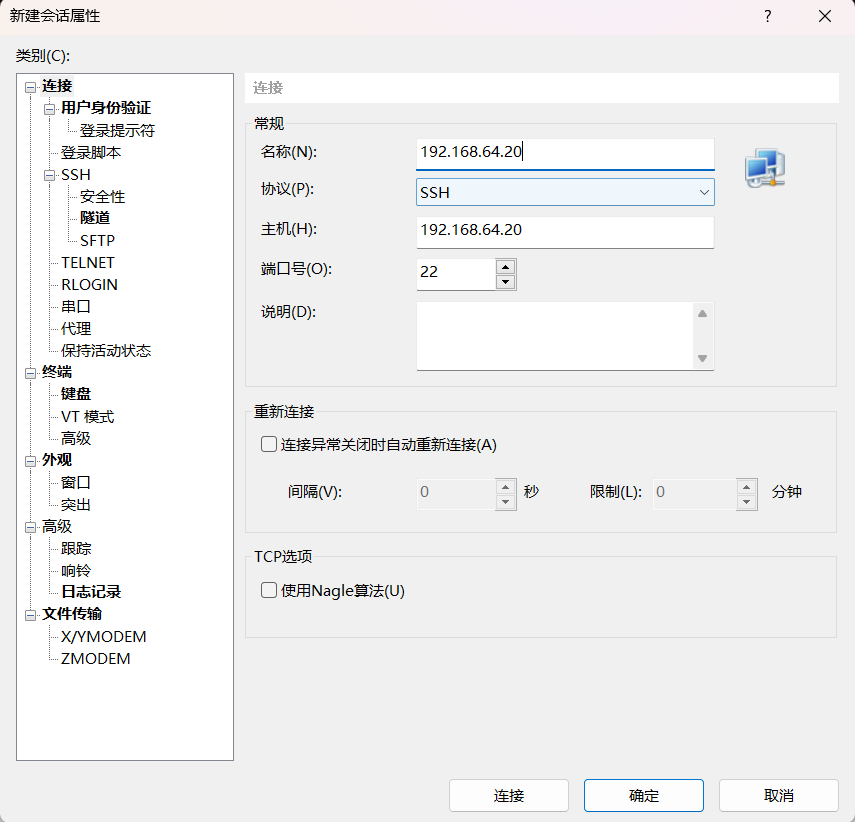 新建会话属性
?
类别(C):
连接
用户身份验证
登录提示符
登录脚本
SSH
安全性
隧道
SFTP
TELNET
RLOGIN
串口
代理
保持活动状态
终端
键盘
VT 模式
高级
外观
窗口
突出
高级
跟踪
响铃
日志记录
文件传输
X/YMODEM
ZMODEM
连接
常规
名称(N): 192.168.64.20
协议(P): SSH
主机(H): 192.168.64.20
端口号(O): 22
说明(D):
重新连接
连接异常关闭时自动重新连接(A)
间隔(V): 0 秒 限制(L): 0 分钟
TCP选项
使用Nagle算法(U)
连接 确定 取消